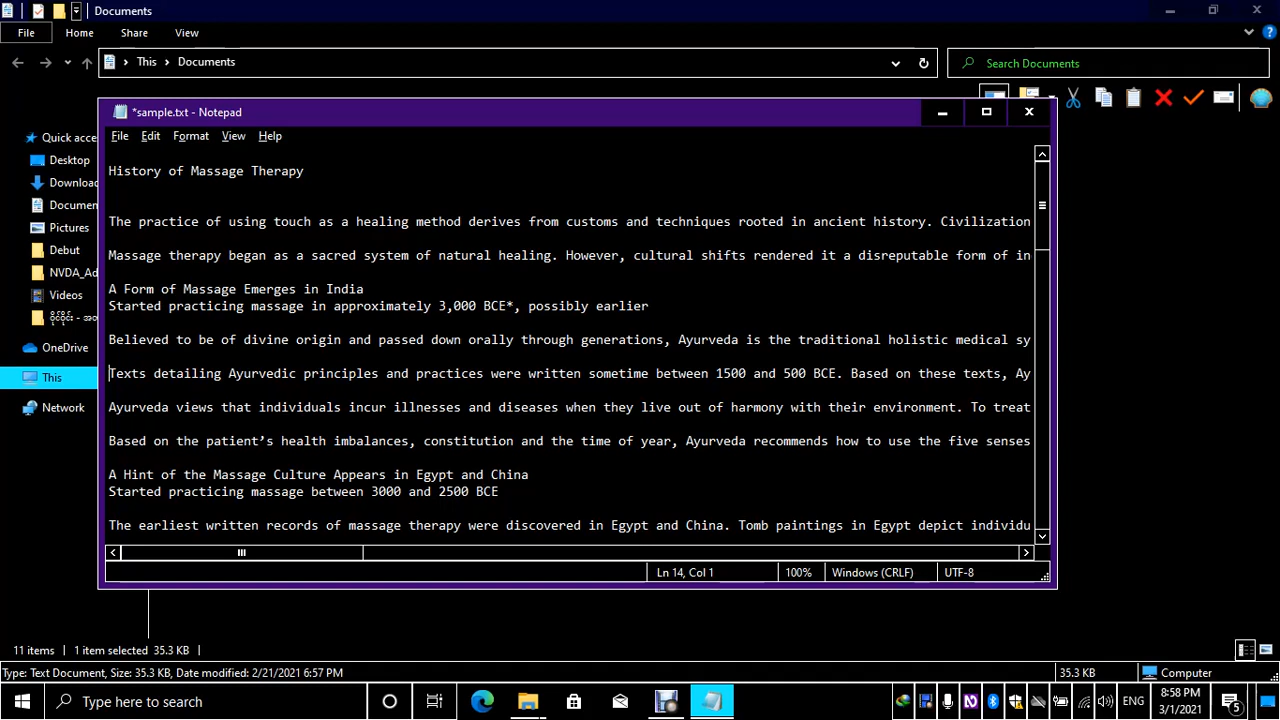 Documents
File Home Share View
This Documents
Search Documents
*sample.txt - Notepad
File Edit Format View Help
History of Massage Therapy
The practice of using touch as a healing method derives from customs and techniques rooted in ancient history. Civilization
Massage therapy began as a sacred system of natural healing. However, cultural shifts rendered it a disreputable form of in
A Form of Massage Emerges in India
Started practicing massage in approximately 3,000 BCE*, possibly earlier
Believed to be of divine origin and passed down orally through generations, Ayurveda is the traditional holistic medical sy
Texts detailing Ayurvedic principles and practices were written sometime between 1500 and 500 BCE. Based on these texts, Ay
Ayurveda views that individuals incur illnesses and diseases when they live out of harmony with their environment. To treat
Based on the patient’s health imbalances, constitution and the time of year, Ayurveda recommends how to use the five senses
A Hint of the Massage Culture Appears in Egypt and China
Started practicing massage between 3000 and 2500 BCE
The earliest written records of massage therapy were discovered in Egypt and China. Tomb paintings in Egypt depict individu
Ln 14, Col 1 100% Windows (CRLF) UTF-8
Quick acce
Desktop
Download
Documen
Pictures
Debut
NVDA_Ad
Videos
OneDrive
This
Network
11 items 1 item selected 35.3 KB
Type: Text Document, Size: 35.3 KB, Date modified: 2/21/2021 6:57 PM
35.3 KB Computer
Type here to search
ENG
8:58 PM
3/1/2021
5